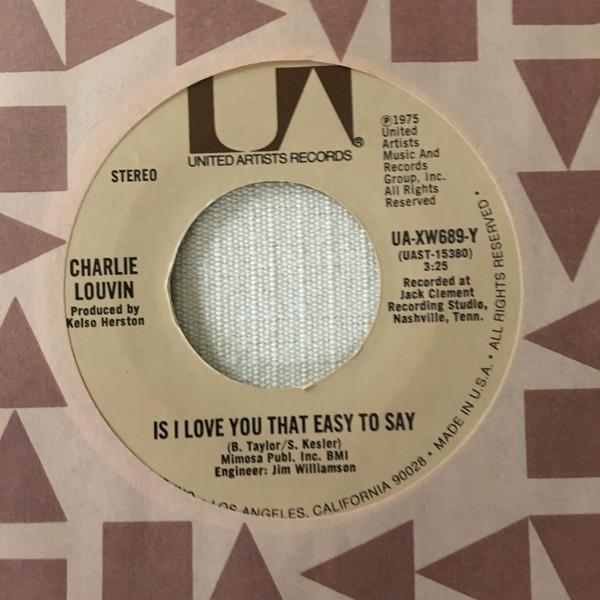 UA®
UNITED ARTISTS RECORDS
℗1975
United
Artists
Music And
Records
Group, Inc.
All Rights
Reserved
STEREO
UA-XW689-Y
(UAST-15380)
3:25
Recorded at
Jack Clement
Recording Studio,
Nashville, Tenn.
CHARLIE
LOUVIN
Produced by
Kelso Herston
IS I LOVE YOU THAT EASY TO SAY
(B. Taylor/S. Kesler)
Mimosa Publ. Inc. BMI
Engineer: Jim Williamson
LOS ANGELES, CALIFORNIA 90028 • MADE IN U.S.A. • ALL RIGHTS RESERVED •